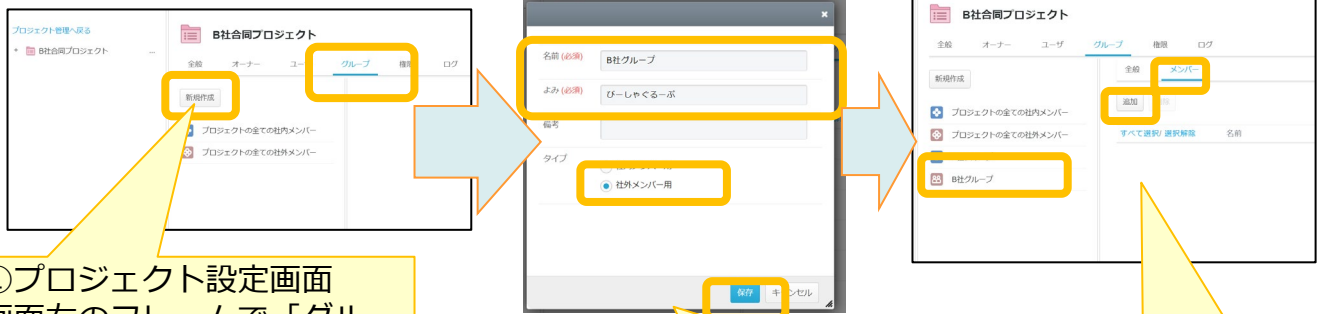 プロジェクト管理へ戻る
B社合同プロジェクト
B社合同プロジェクト
全般 オーナー ユーザ グループ 権限 ログ
新規作成
プロジェクトの全ての社内メンバー
プロジェクトの全ての社外メンバー
①プロジェクト設定画面
×
名前 (必須) B社グループ
よみ (必須) びーしゃぐるーぷ
備考
タイプ
社外メンバー用
保存 キャンセル
B社合同プロジェクト
全般 オーナー ユーザ グループ 権限 ログ
新規作成
プロジェクトの全ての社内メンバー
プロジェクトの全ての社外メンバー
B社グループ
全般 メンバー
追加
すべて選択/ 選択解除 名前